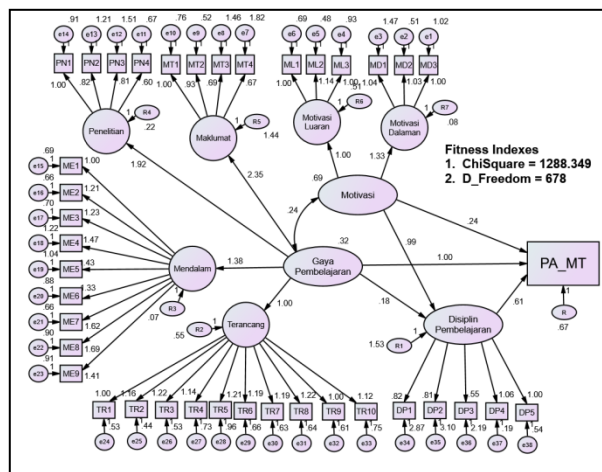 .91 1.21 1.51 .67 .76 .52 1.46 1.82 .69 .48 .93 1.47 .51 1.02
e14 e13 e12 e11 e10 e9 e8 e7 e6 e5 e4 e3 e2 e1
PN1 PN2 PN3 PN4 MT1 MT2 MT3 MT4 ML1 ML2 ML3 MD1 MD2 MD3
1.00 .82 .81 .60 1.00 .93 .69 .67 1.00 1.14 1.00 1.04 1.03 1.00
Penelitian
R4
.22
Maklumat
R5
1.44
Motivasi
Luaran
R6
.51
Motivasi
Dalaman
R7
.08
Fitness Indexes
1. ChiSquare = 1288.349
2. D_Freedom = 678
1.92 2.35 1.00 1.33
.69
Motivasi
.24
.24
.99
.32
Gaya
Pembelajaran
1.00
PA_MT
R
.67
.61
.18
1.38
1.00
Mendalam
R3
.07
.69 e15 ME1 1.00
.66 e16 ME2 1.21
.70 e17 ME3 1.23
1.22 e18 ME4 1.47
1.04 e19 ME5 1.43
.88 e20 ME6 1.33
.66 e21 ME7 1.62
.90 e22 ME8 1.69
.91 e23 ME9 1.41
Terancang
R2
.55
Disiplin
Pembelajaran
R1
1.53
1.00 1.16 1.22 1.14 1.21 1.19 1.19 1.22 1.00 1.12
TR1 TR2 TR3 TR4 TR5 TR6 TR7 TR8 TR9 TR10
.53 .44 .53 .73 .96 .66 .63 .64 .61 .75
e24 e25 e26 e27 e28 e29 e30 e31 e32 e33
.82 .81 .55 1.06 1.00
DP1 DP2 DP3 DP4 DP5
2.87 3.10 2.19 1.19 .54
e34 e35 e36 e37 e38